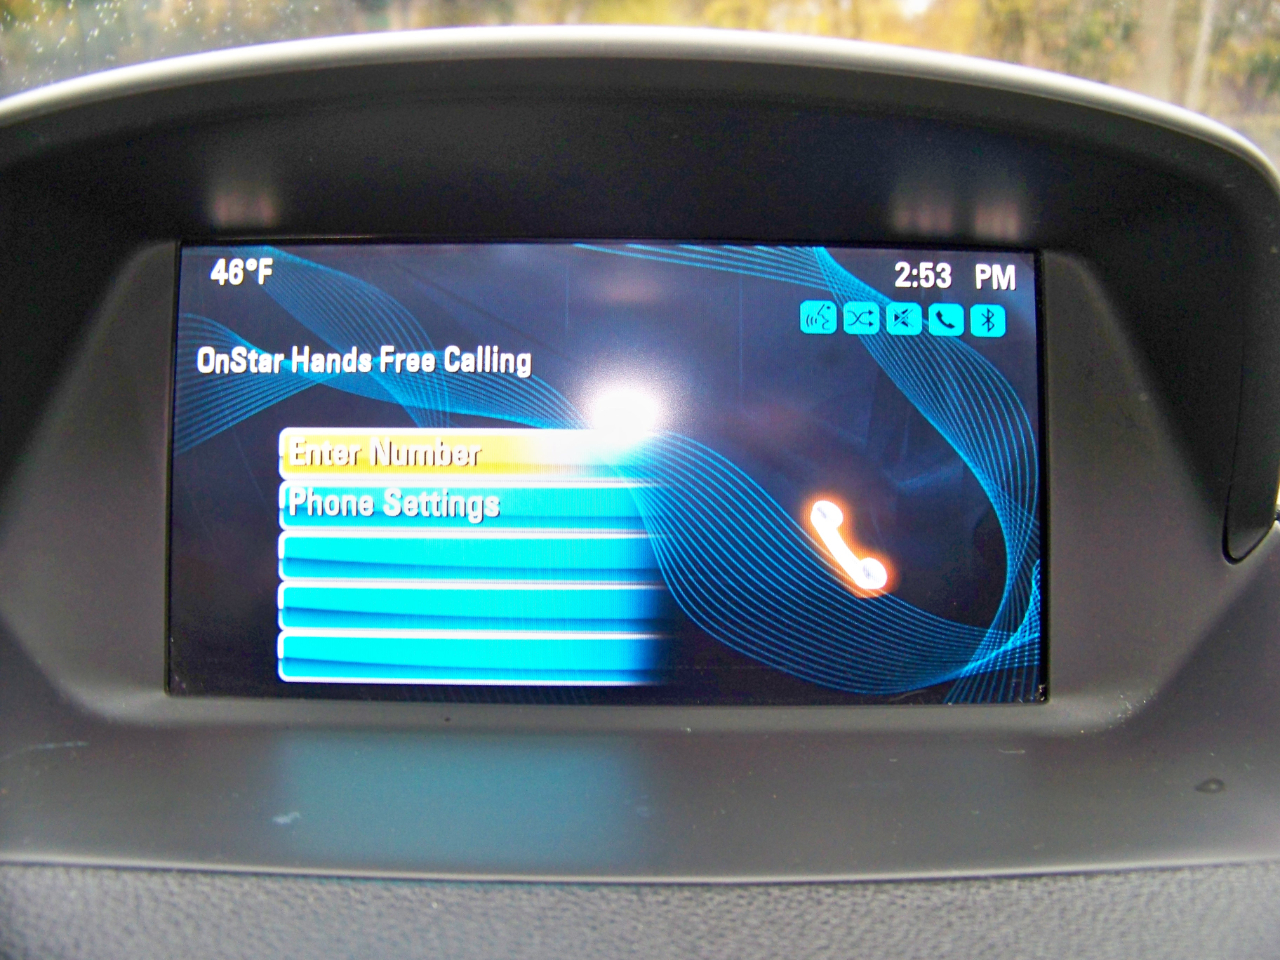 46°F
2:53 PM
OnStar Hands Free Calling
Enter Number
Phone Settings